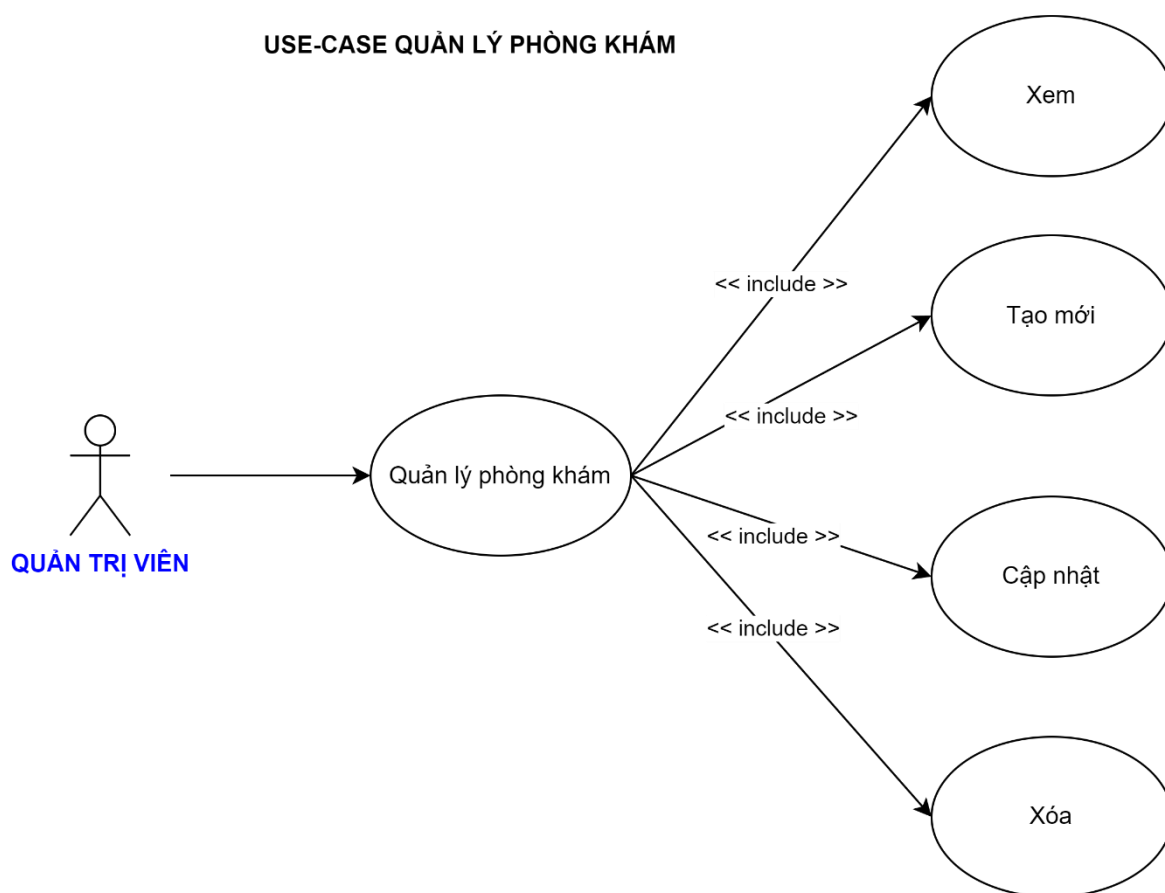 USE-CASE QUẢN LÝ PHÒNG KHÁM
Xem
<< include >>
Tạo mới
<< include >>
Quản lý phòng khám
QUẢN TRỊ VIÊN
<< include >>
Cập nhật
<< include >>
Xóa